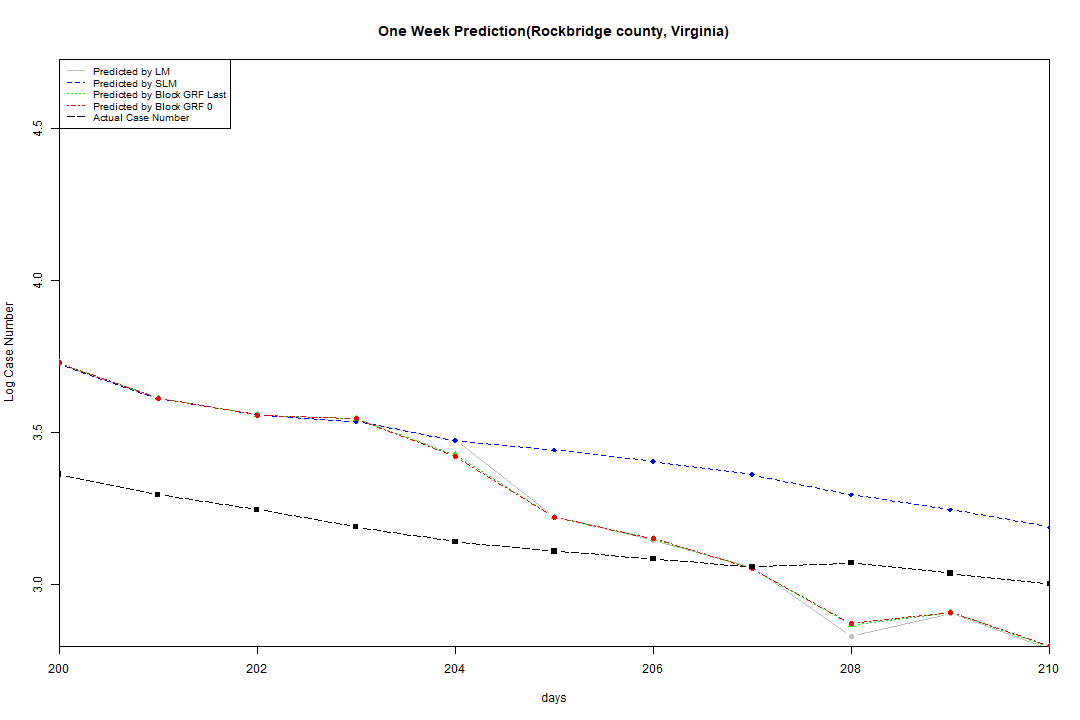 One Week Prediction(Rockbridge county, Virginia)
Predicted by LM
Predicted by SLM
Predicted by Block GRF Last
Predicted by Block GRF 0
Actual Case Number
4.5
4.0
3.5
3.0
Log Case Number
200 202 204 206 208 210
days